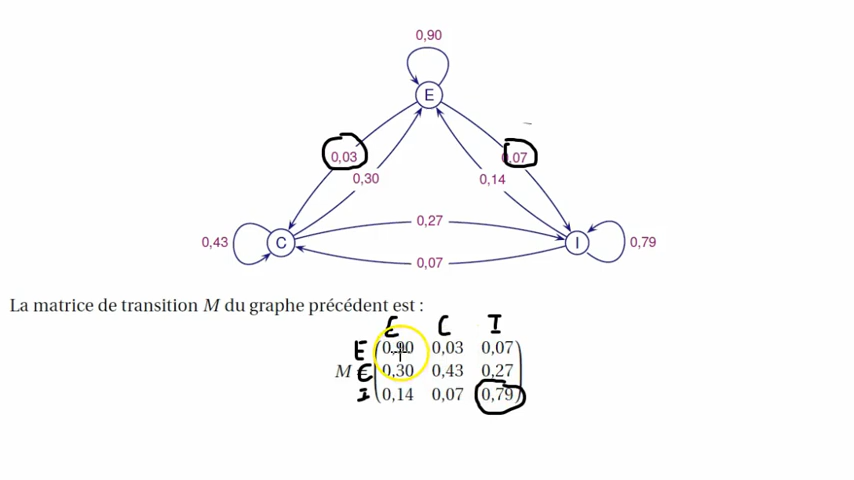 0,90
E
0,03 0,07
0,30 0,14
0,27
0,43 C I 0,79
0,07
La matrice de transition M du graphe précédent est :
E C I
E 0,90 0,03 0,07
M = C 0,30 0,43 0,27
I 0,14 0,07 0,79